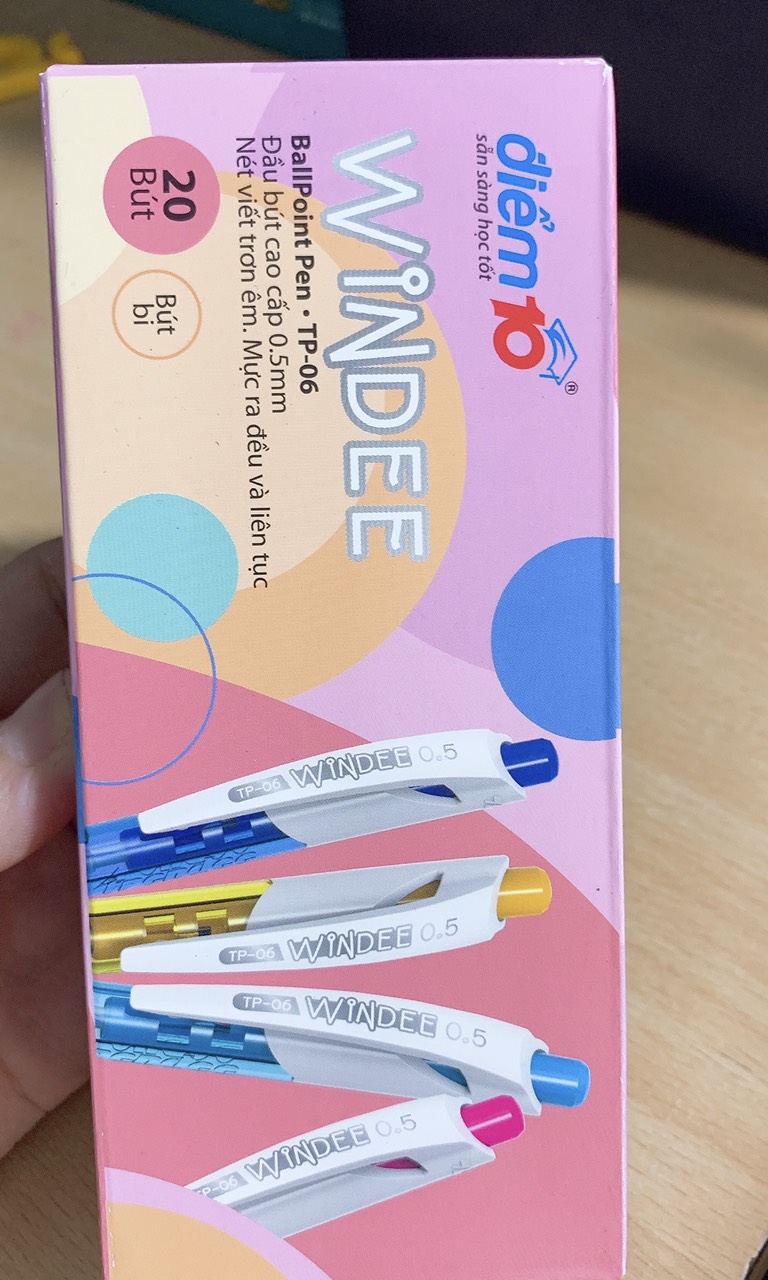 điểm 10 ®
sẵn sàng học tốt
WINDEE
BallPoint Pen • TP-06
Đầu bút cao cấp 0.5mm
Nét viết trơn êm. Mực ra đều và liên tục
20
Bút
Bút
bi
TP-06 WINDEE 0.5
TP-06 WINDEE 0.5
TP-06 WINDEE 0.5
TP-06 WINDEE 0.5